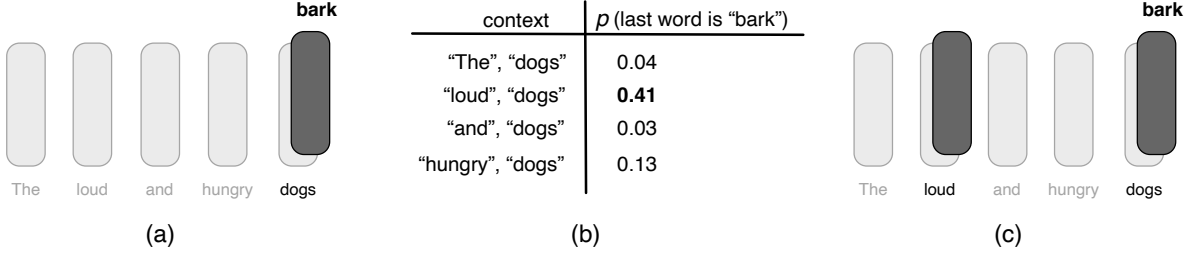 bark
The loud and hungry dogs
(a)
context p (last word is “bark”)
“The”, “dogs” 0.04
“loud”, “dogs” 0.41
“and”, “dogs” 0.03
“hungry”, “dogs” 0.13
(b)
bark
The loud and hungry dogs
(c)